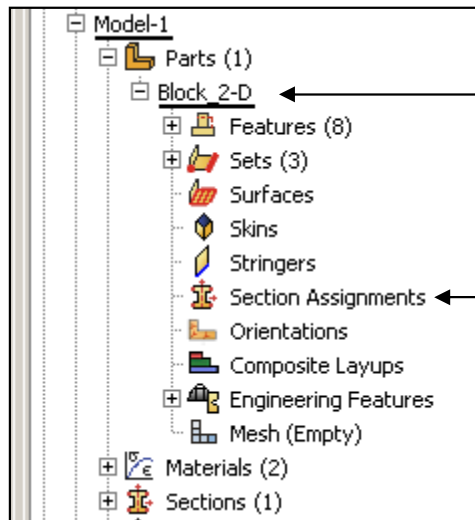 Model-1
Parts (1)
Block_2-D
Features (8)
Sets (3)
Surfaces
Skins
Stringers
Section Assignments
Orientations
Composite Layups
Engineering Features
Mesh (Empty)
Materials (2)
Sections (1)